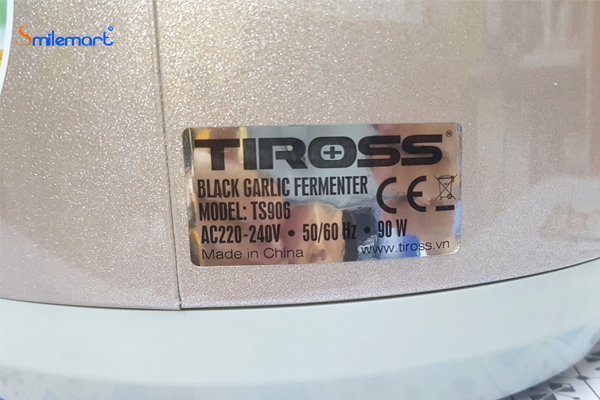 Smilemart®
TIROSS®
BLACK GARLIC FERMENTER
MODEL: TS906
CE
AC220-240V • 50/60 Hz • 90 W
Made in China
www.tiross.vn